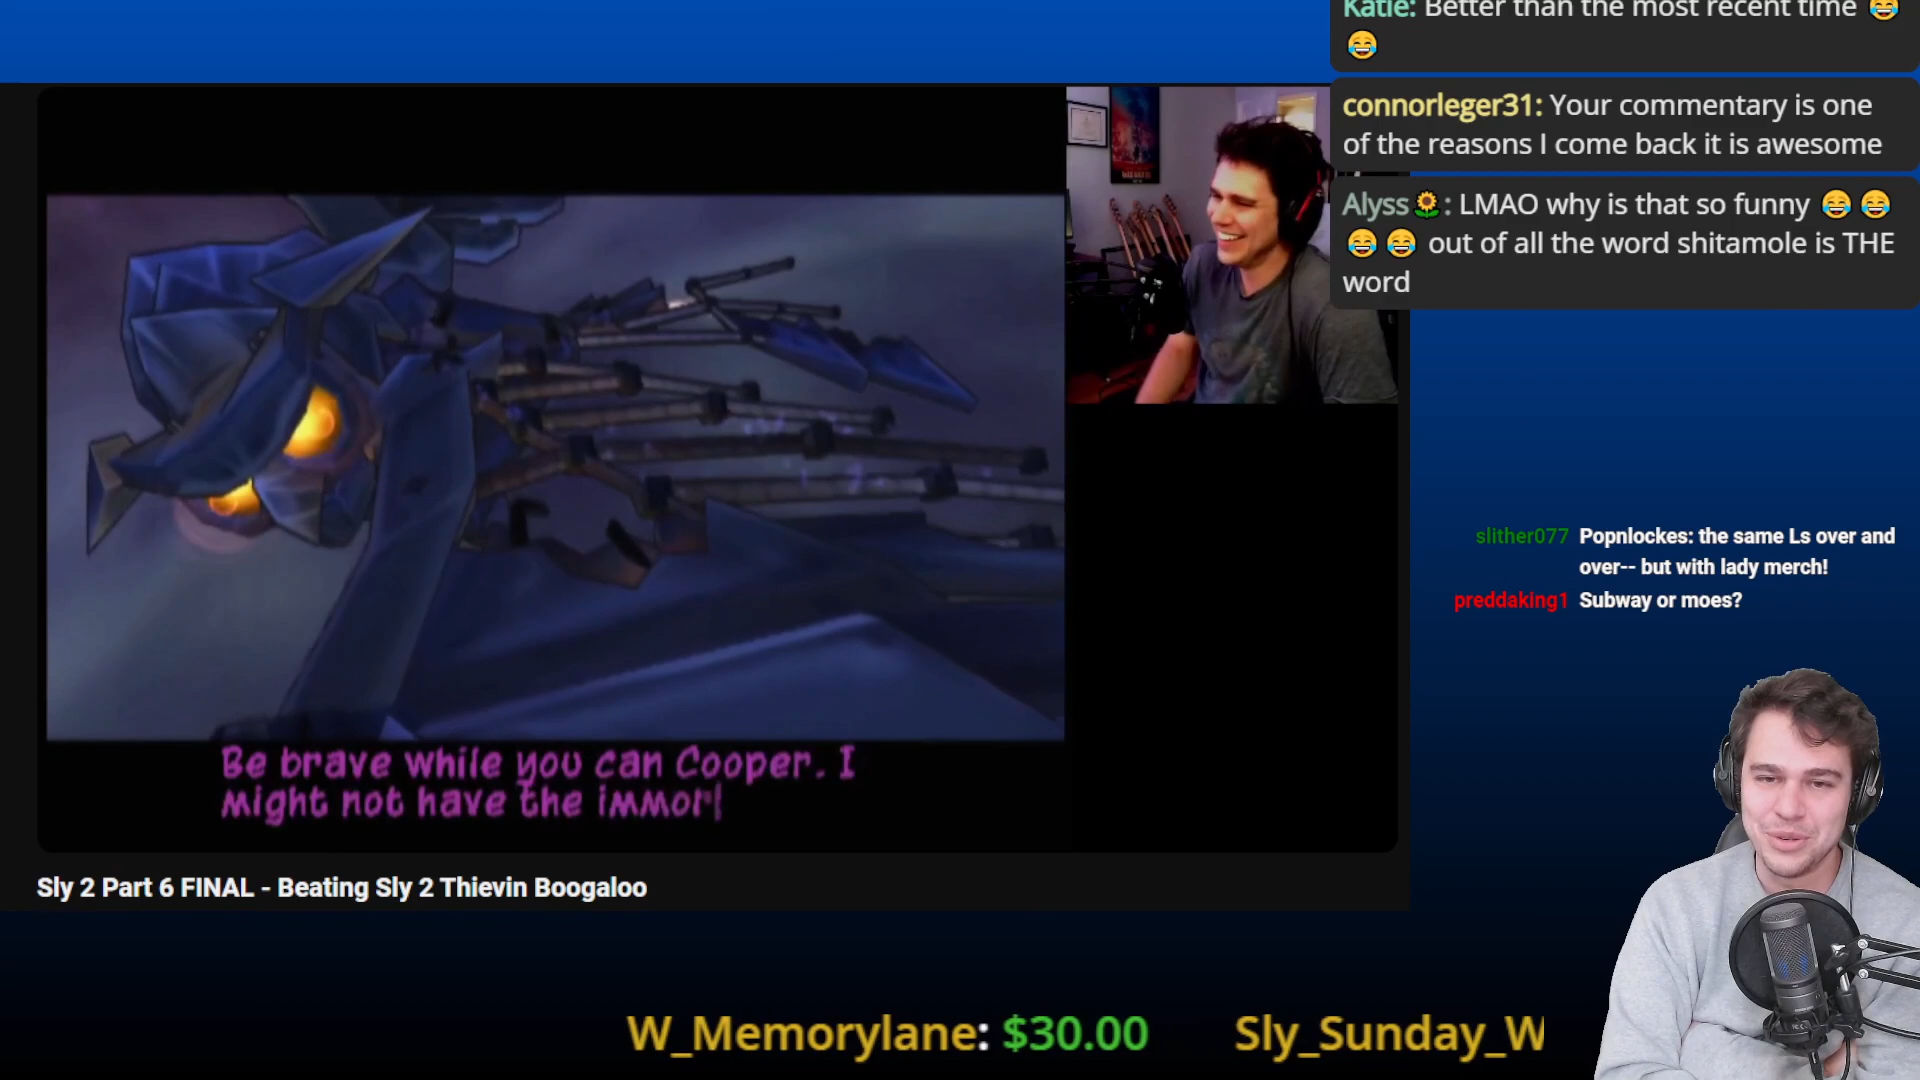 Katie: Better than the most recent time 😂
😂
connorleger31: Your commentary is one
of the reasons I come back it is awesome
Alyss🌻: LMAO why is that so funny 😂 😂
😂 😂 out of all the word shitamole is THE
word
Be brave while you can Cooper. I
might not have the immor
Sly 2 Part 6 FINAL - Beating Sly 2 Thievin Boogaloo
slither077 Popnlockes: the same Ls over and
over-- but with lady merch!
preddaking1 Subway or moes?
W_Memorylane: $30.00 Sly_Sunday_W